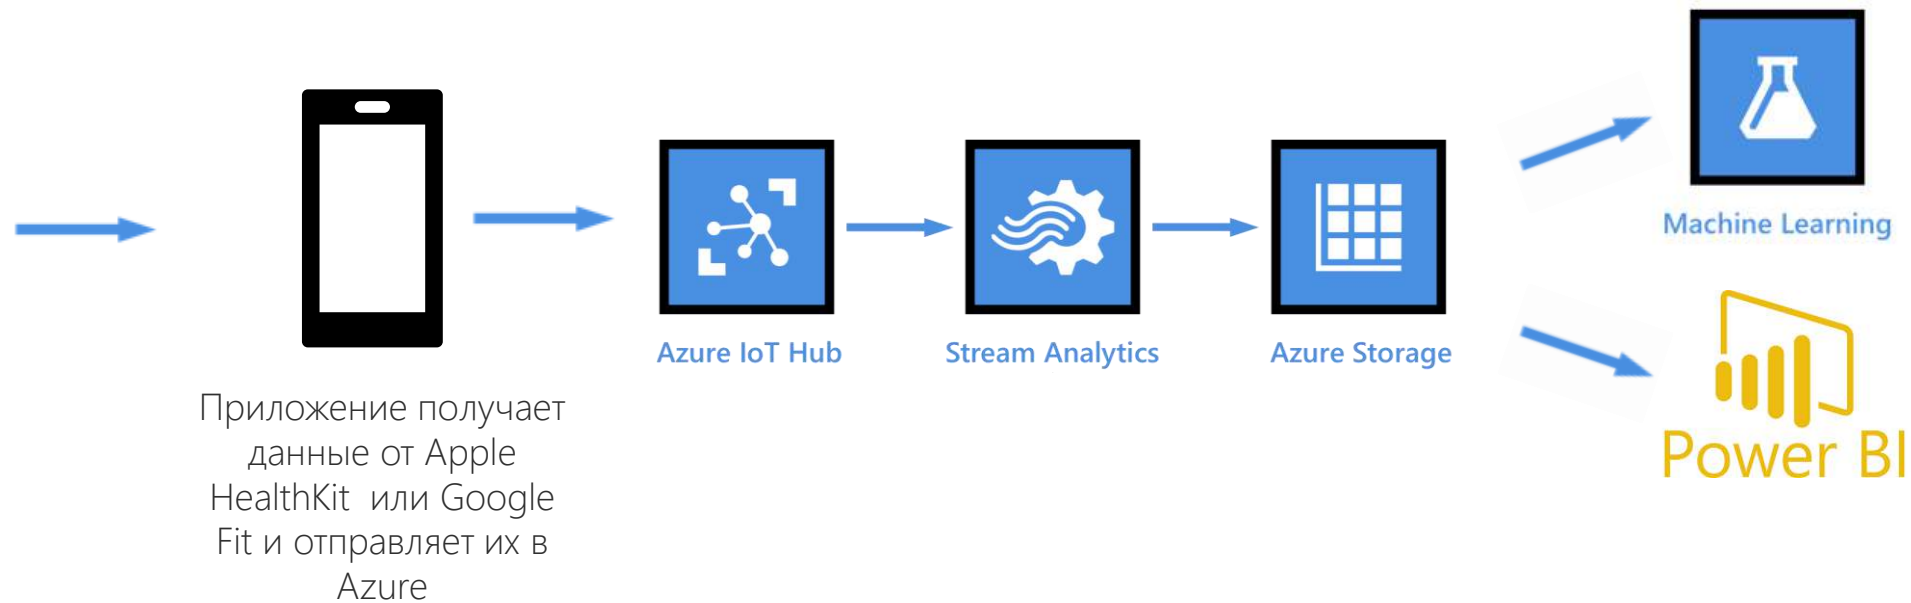 Machine Learning
Azure IoT Hub
Stream Analytics
Azure Storage
Power BI
Приложение получает
данные от Apple
HealthKit  или Google
Fit и отправляет их в
Azure